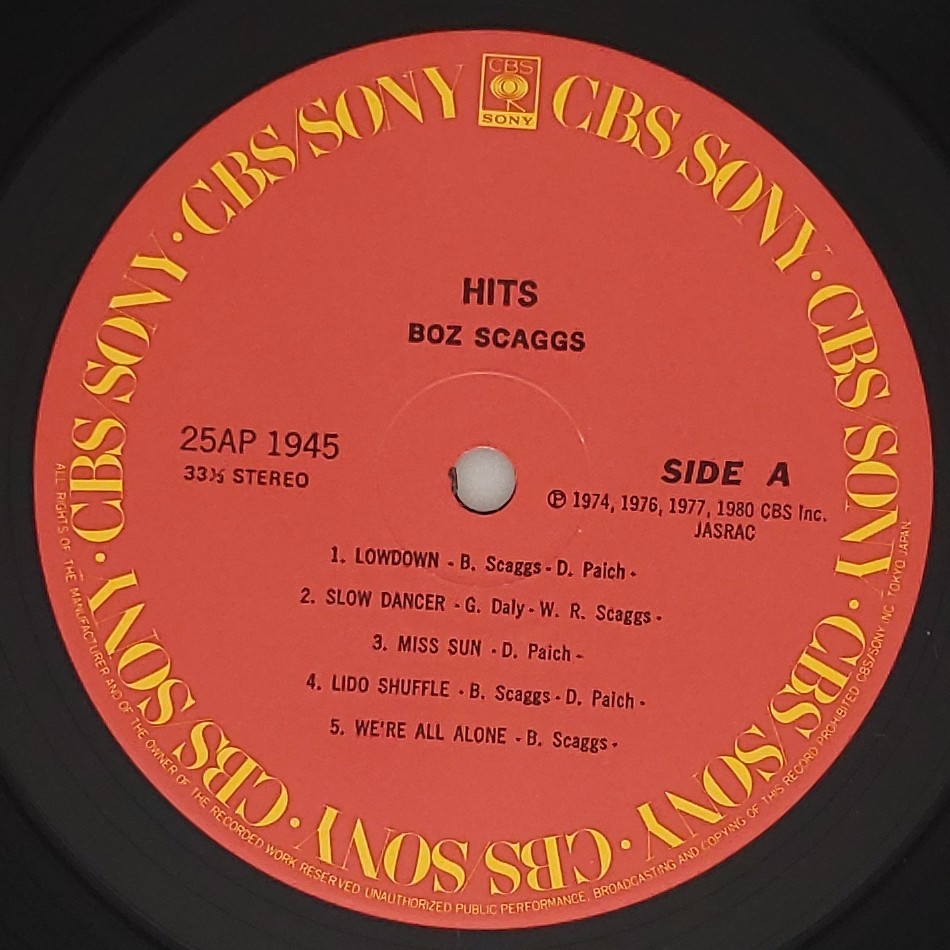 CBS
SONY
CBS/SONY · CBS/SONY · CBS/SONY · CBS/SONY · CBS/SONY · CBS/SONY · CBS/SONY · CBS/SONY
HITS
BOZ SCAGGS
25AP 1945
33⅓ STEREO
SIDE A
Ⓟ 1974, 1976, 1977, 1980 CBS Inc.
JASRAC
1. LOWDOWN - B. Scaggs - D. Paich -
2. SLOW DANCER - G. Daly - W. R. Scaggs -
3. MISS SUN - D. Paich -
4. LIDO SHUFFLE - B. Scaggs - D. Paich -
5. WE'RE ALL ALONE - B. Scaggs -
ALL RIGHTS OF THE MANUFACTURER AND OF THE OWNER OF THE RECORDED WORK RESERVED UNAUTHORIZED PUBLIC PERFORMANCE, BROADCASTING AND COPYING OF THIS RECORD PROHIBITED CBS/SONY INC. TOKYO JAPAN.